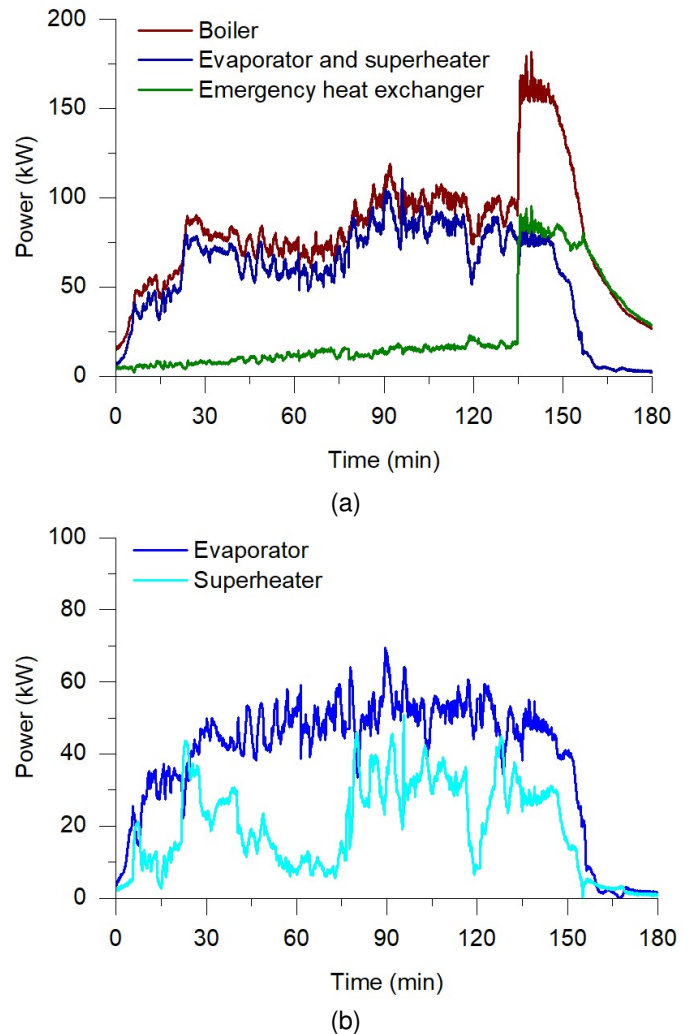 200
150
100
50
0
Power (kW)
Boiler
Evaporator and superheater
Emergency heat exchanger
0 30 60 90 120 150 180
Time (min)
(a)
100
80
60
40
20
0
Power (kW)
Evaporator
Superheater
0 30 60 90 120 150 180
Time (min)
(b)